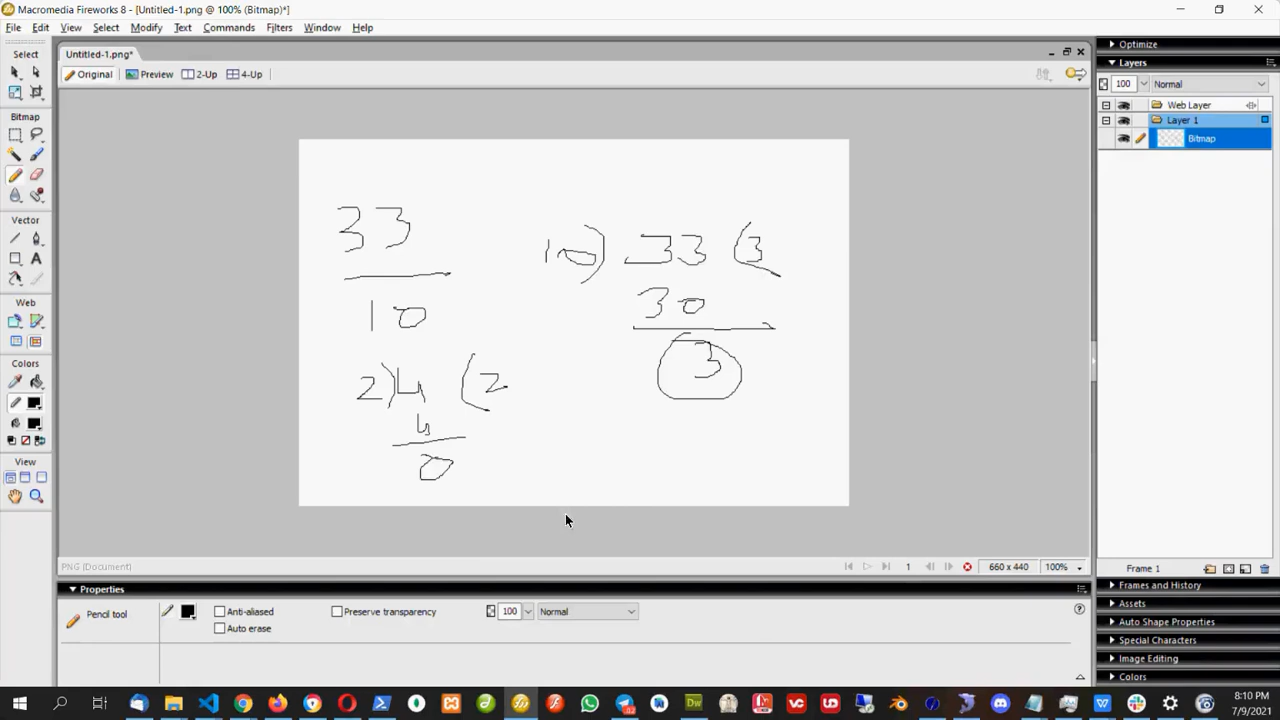 Macromedia Fireworks 8 - [Untitled-1.png @ 100% (Bitmap)*]
File Edit View Select Modify Text Commands Filters Window Help
Select
Untitled-1.png*
Original Preview 2-Up 4-Up
Bitmap
Vector
Web
Colors
View
33
10
10) 33 (3
30
3
2)4 (2
4
0
PNG (Document)
1 660 x 440 100%
Properties
Pencil tool
Anti-aliased Preserve transparency 100 Normal
Auto erase
Optimize
Layers
100 Normal
Web Layer
Layer 1
Bitmap
Frame 1
Frames and History
Assets
Auto Shape Properties
Special Characters
Image Editing
Colors
8:10 PM
7/9/2021